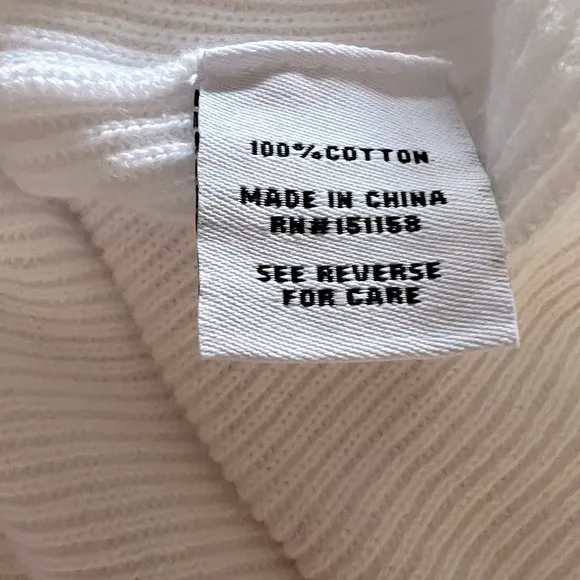 100% COTTON
MADE IN CHINA
RN#151158
SEE REVERSE
FOR CARE